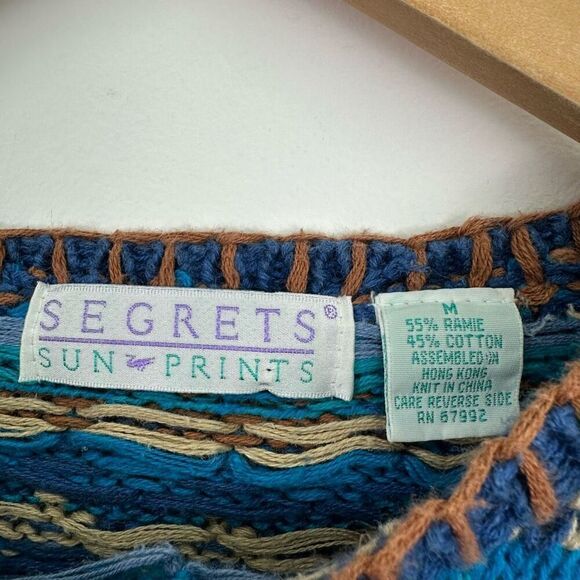 SEGRETS®
SUN PRINTS
M
55% RAMIE
45% COTTON
ASSEMBLED IN
HONG KONG
KNIT IN CHINA
CARE REVERSE SIDE
RN 67992